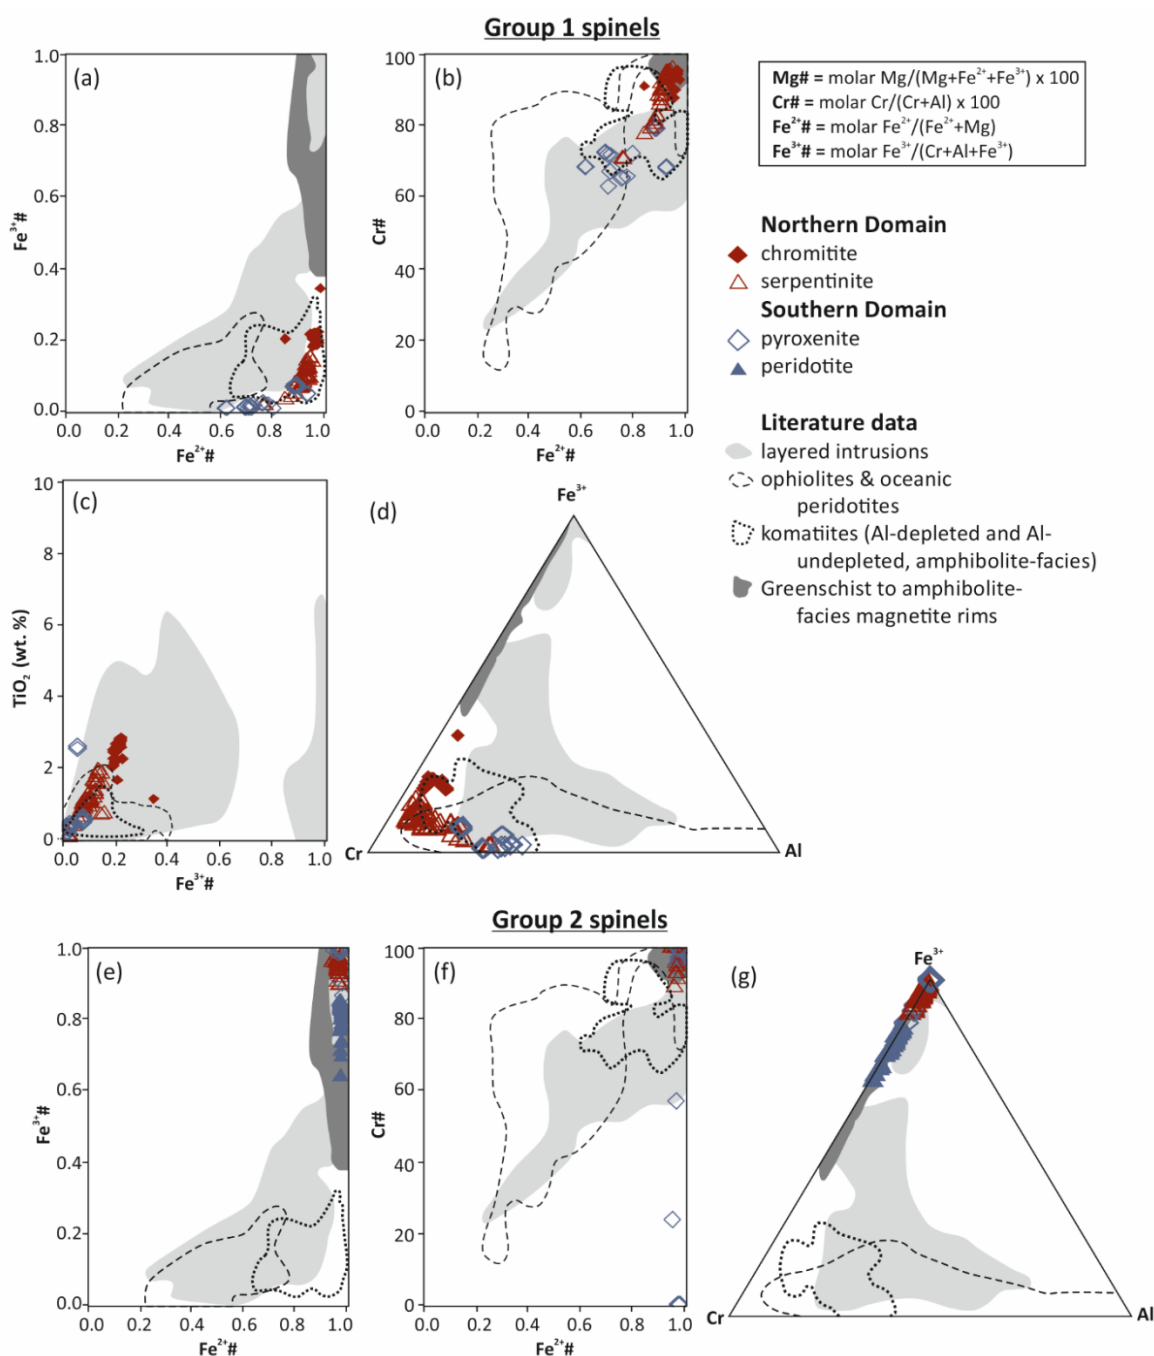 Group 1 spinels
(a)
1.0
0.8
0.6
0.4
0.2
0.0
Fe³⁺#
0.0 0.2 0.4 0.6 0.8 1.0
Fe²⁺#
(b)
100
80
60
40
20
0
Cr#
0.0 0.2 0.4 0.6 0.8 1.0
Fe²⁺#
Mg# = molar Mg/(Mg+Fe²⁺+Fe³⁺) x 100
Cr# = molar Cr/(Cr+Al) x 100
Fe²⁺# = molar Fe²⁺/(Fe²⁺+Mg)
Fe³⁺# = molar Fe³⁺/(Cr+Al+Fe³⁺)
Northern Domain
chromitite
serpentinite
Southern Domain
pyroxenite
peridotite
Literature data
layered intrusions
ophiolites & oceanic
peridotites
komatiites (Al-depleted and Al-
undepleted, amphibolite-facies)
Greenschist to amphibolite-
facies magnetite rims
(c)
10
8
6
4
2
0
TiO₂ (wt. %)
0.0 0.2 0.4 0.6 0.8 1.0
Fe³⁺#
(d)
Fe³⁺
Cr
Al
Group 2 spinels
(e)
1.0
0.8
0.6
0.4
0.2
0.0
Fe³⁺#
0.0 0.2 0.4 0.6 0.8 1.0
Fe²⁺#
(f)
100
80
60
40
20
0
Cr#
0.0 0.2 0.4 0.6 0.8 1.0
Fe²⁺#
(g)
Fe³⁺
Cr
Al